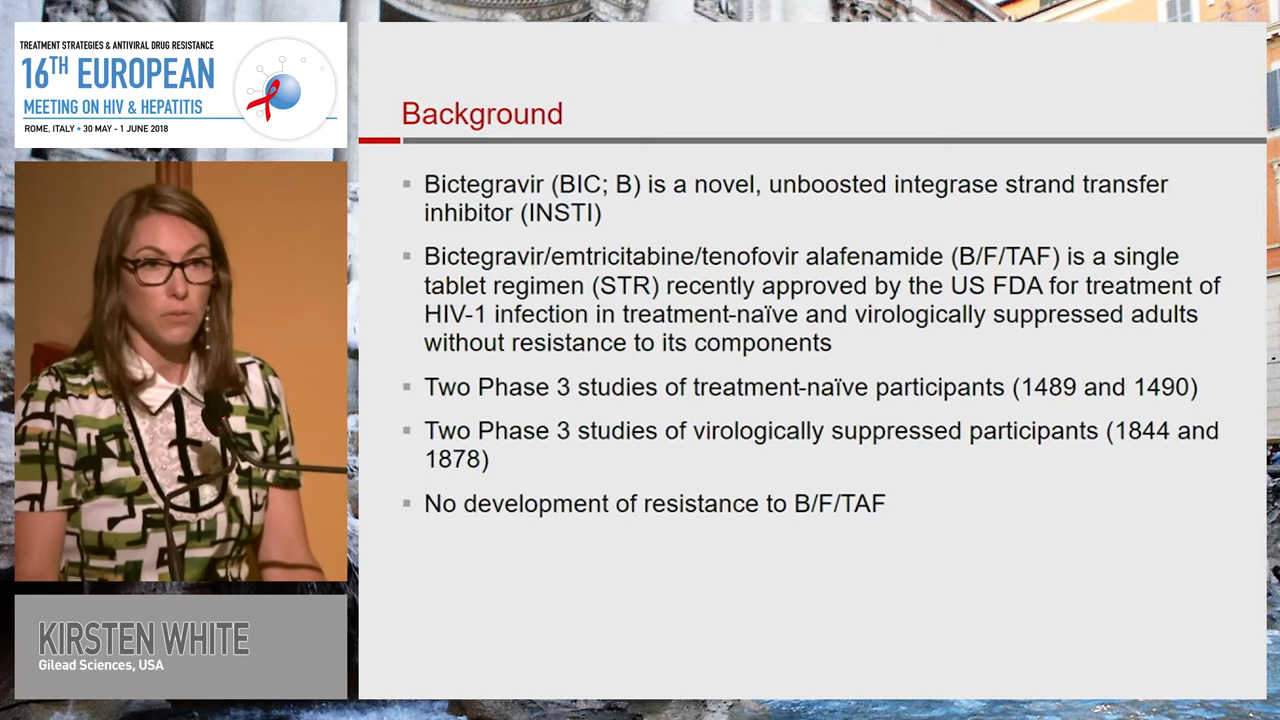 TREATMENT STRATEGIES & ANTIVIRAL DRUG RESISTANCE
16TH EUROPEAN
MEETING ON HIV & HEPATITIS
ROME, ITALY • 30 MAY - 1 JUNE 2018
KIRSTEN WHITE
Gilead Sciences, USA
Background
▪ Bictegravir (BIC; B) is a novel, unboosted integrase strand transfer
inhibitor (INSTI)
▪ Bictegravir/emtricitabine/tenofovir alafenamide (B/F/TAF) is a single
tablet regimen (STR) recently approved by the US FDA for treatment of
HIV-1 infection in treatment-naïve and virologically suppressed adults
without resistance to its components
▪ Two Phase 3 studies of treatment-naïve participants (1489 and 1490)
▪ Two Phase 3 studies of virologically suppressed participants (1844 and
1878)
▪ No development of resistance to B/F/TAF